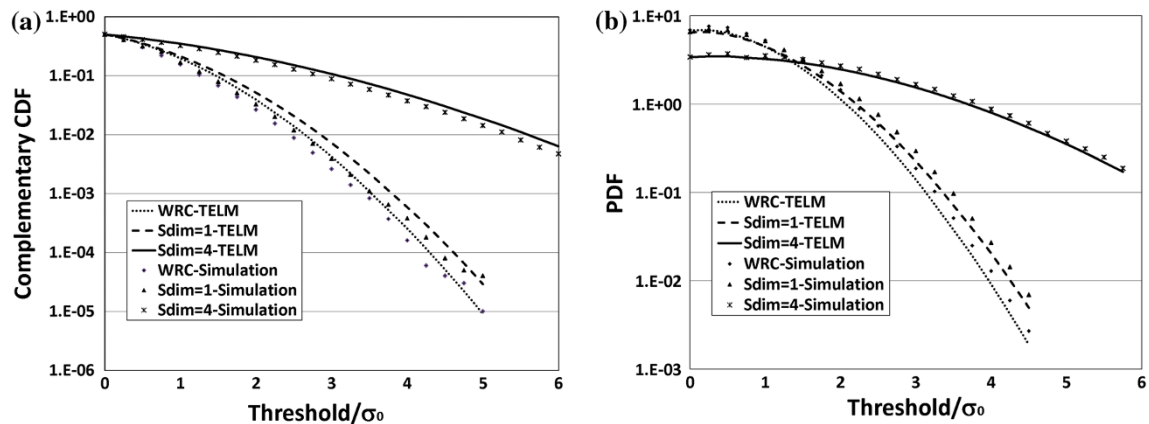 (a)
Complementary CDF
1.E+00
1.E-01
1.E-02
1.E-03
1.E-04
1.E-05
1.E-06
WRC-TELM
Sdim=1-TELM
Sdim=4-TELM
WRC-Simulation
Sdim=1-Simulation
Sdim=4-Simulation
0 1 2 3 4 5 6
Threshold/σ₀
(b)
PDF
1.E+01
1.E+00
1.E-01
1.E-02
1.E-03
WRC-TELM
Sdim=1-TELM
Sdim=4-TELM
WRC-Simulation
Sdim=1-Simulation
Sdim=4-Simulation
0 1 2 3 4 5 6
Threshold/σ₀